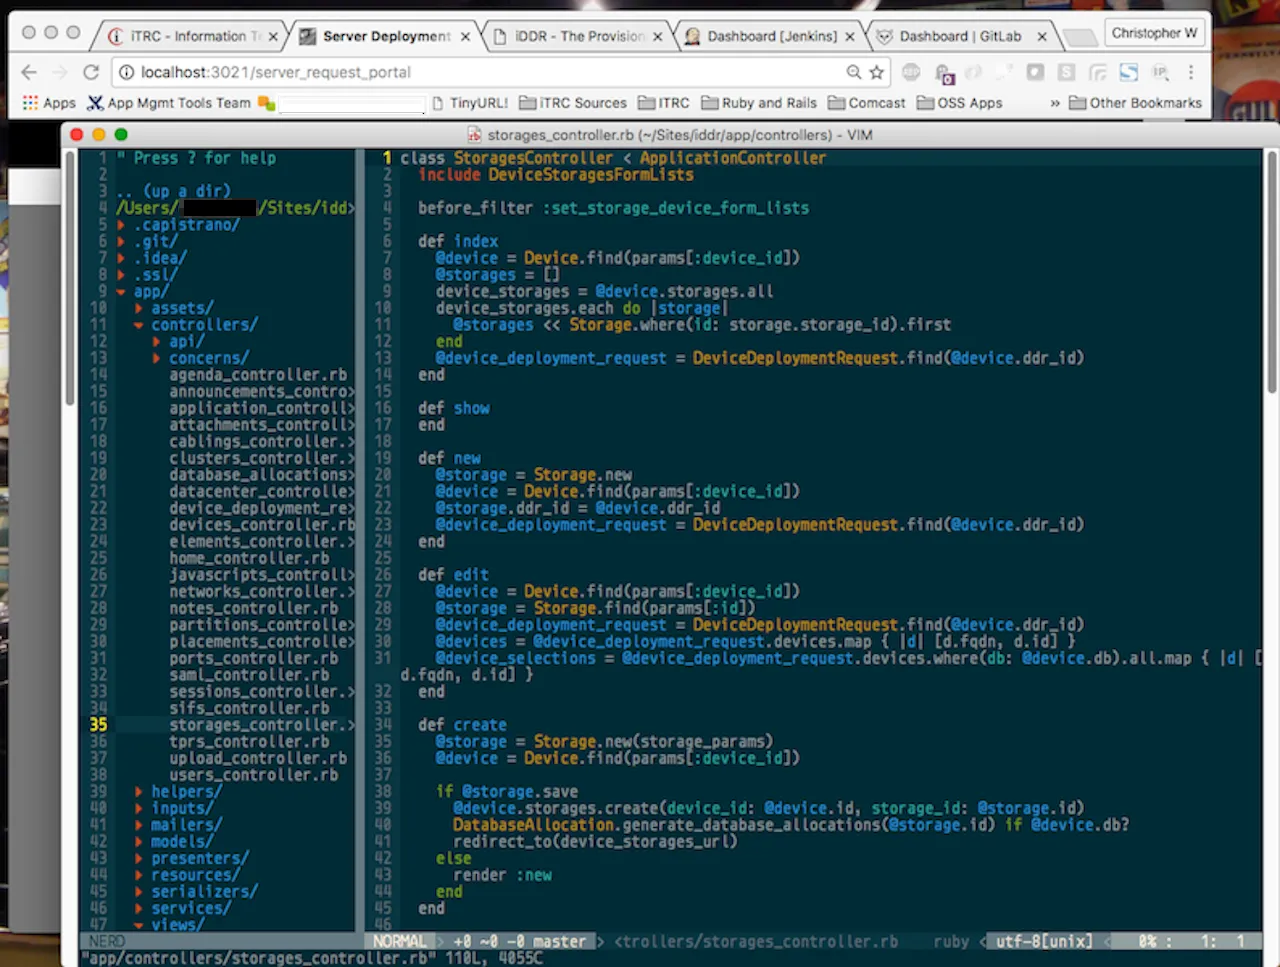 iTRC - Information Te
Server Deployment
iDDR - The Provision
Dashboard [Jenkins]
Dashboard | GitLab
Christopher W
localhost:3021/server_request_portal
Apps
App Mgmt Tools Team
TinyURL!
iTRC Sources
ITRC
Ruby and Rails
Comcast
OSS Apps
»
Other Bookmarks
storages_controller.rb (~/Sites/iddr/app/controllers) - VIM
1 " Press ? for help
2
3 .. (up a dir)
4 /Users/ /Sites/idd>
5 .capistrano/
6 .git/
7 .idea/
8 .ssl/
9 app/
10 assets/
11 controllers/
12 api/
13 concerns/
14 agenda_controller.rb
15 announcements_contro>
16 application_controll>
17 attachments_controll>
18 cablings_controller.>
19 clusters_controller.>
20 database_allocations>
21 datacenter_controlle>
22 device_deployment_re>
23 devices_controller.rb
24 elements_controller.>
25 home_controller.rb
26 javascripts_controll>
27 networks_controller.>
28 notes_controller.rb
29 partitions_controlle>
30 placements_controlle>
31 ports_controller.rb
32 saml_controller.rb
33 sessions_controller.>
34 sifs_controller.rb
35 storages_controller.>
36 tprs_controller.rb
37 upload_controller.rb
38 users_controller.rb
39 helpers/
40 inputs/
41 mailers/
42 models/
43 presenters/
44 resources/
45 serializers/
46 services/
47 views/
NERD
1 class StoragesController < ApplicationController
2 include DeviceStoragesFormLists
3
4 before_filter :set_storage_device_form_lists
5
6 def index
7 @device = Device.find(params[:device_id])
8 @storages = []
9 device_storages = @device.storages.all
10 device_storages.each do |storage|
11 @storages << Storage.where(id: storage.storage_id).first
12 end
13 @device_deployment_request = DeviceDeploymentRequest.find(@device.ddr_id)
14 end
15
16 def show
17 end
18
19 def new
20 @storage = Storage.new
21 @device = Device.find(params[:device_id])
22 @storage.ddr_id = @device.ddr_id
23 @device_deployment_request = DeviceDeploymentRequest.find(@device.ddr_id)
24 end
25
26 def edit
27 @device = Device.find(params[:device_id])
28 @storage = Storage.find(params[:id])
29 @device_deployment_request = DeviceDeploymentRequest.find(@device.ddr_id)
30 @devices = @device_deployment_request.devices.map { |d| [d.fqdn, d.id] }
31 @device_selections = @device_deployment_request.devices.where(db: @device.db).all.map { |d| [
d.fqdn, d.id] }
32 end
33
34 def create
35 @storage = Storage.new(storage_params)
36 @device = Device.find(params[:device_id])
37
38 if @storage.save
39 @device.storages.create(device_id: @device.id, storage_id: @storage.id)
40 DatabaseAllocation.generate_database_allocations(@storage.id) if @device.db?
41 redirect_to(device_storages_url)
42 else
43 render :new
44 end
45 end
46
NORMAL > +0 ~0 -0 master > <trollers/storages_controller.rb ruby < utf-8[unix] < 0% : 1: 1
"app/controllers/storages_controller.rb" 110L, 4055C